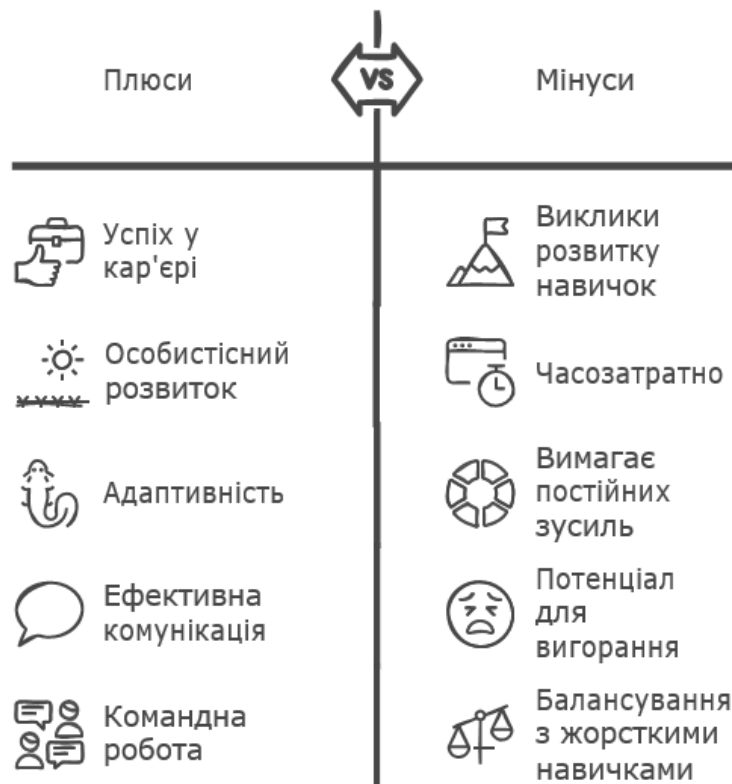 Плюси
VS
Мінуси
Успіх у
кар'єрі
Особистісний
розвиток
Адаптивність
Ефективна
комунікація
Командна
робота
Виклики
розвитку
навичок
Часозатратно
Вимагає
постійних
зусиль
Потенціал
для
вигорання
Балансування
з жорсткими
навичками